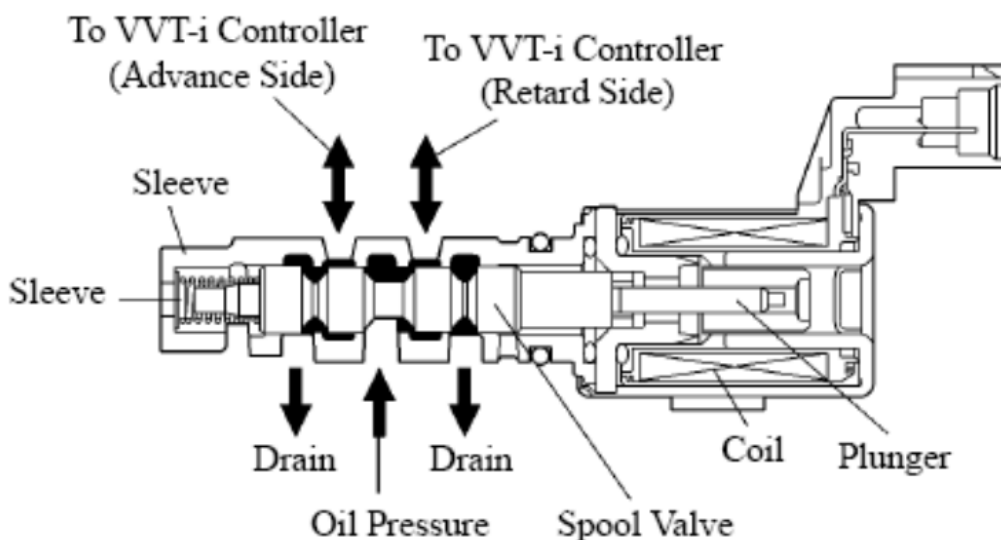 To VVT-i Controller
(Advance Side)
To VVT-i Controller
(Retard Side)
Sleeve
Sleeve
Drain
Drain
Coil
Plunger
Oil Pressure
Spool Valve